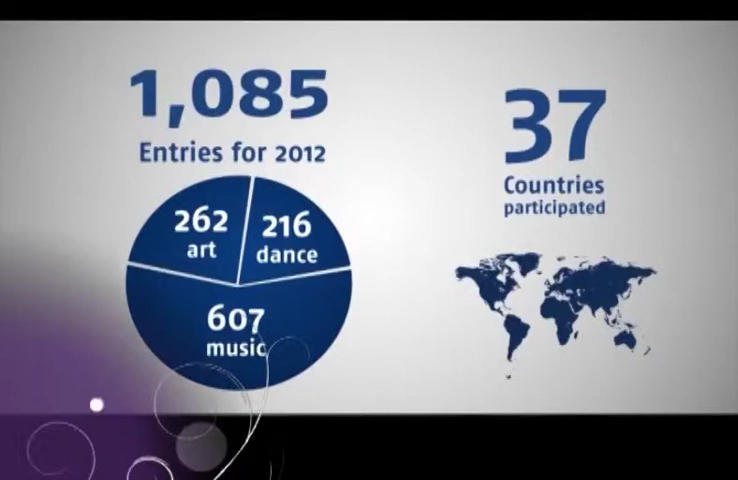 1,085
Entries for 2012
262
art
216
dance
607
music
37
Countries
participated